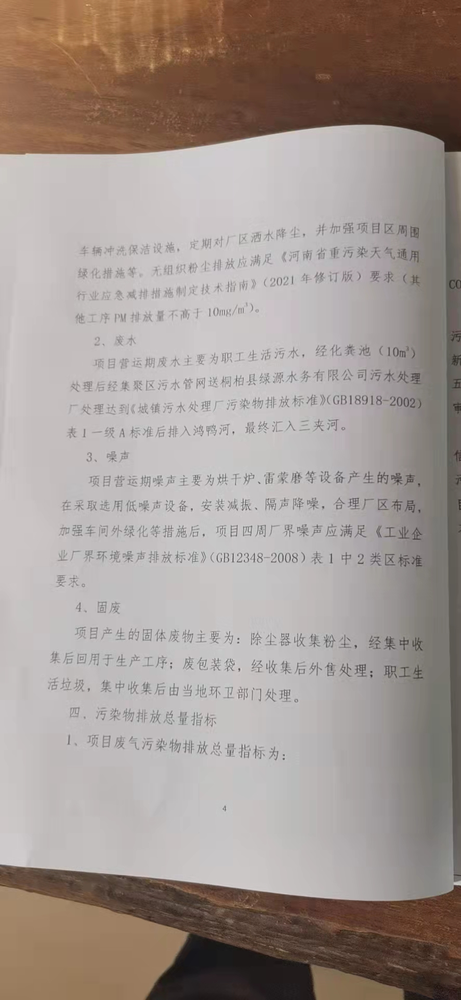 车辆冲洗保洁设施，定期对厂区洒水降尘，并加强项目区周围
绿化措施等。无组织粉尘排放应满足《河南省重污染天气通用
行业应急减排措施制定技术指南》（2021年修订版）要求（其
他工序PM排放量不高于10mg/m³）。
2、废水
项目营运期废水主要为职工生活污水，经化粪池（10m³）
处理后经集聚区污水管网送桐柏县绿源水务有限公司污水处理
厂处理达到《城镇污水处理厂污染物排放标准》（GB18918-2002）
表1一级A标准后排入鸿鸭河，最终汇入三夹河。
3、噪声
项目营运期噪声主要为烘干炉、雷蒙磨等设备产生的噪声，
在采取选用低噪声设备，安装减振、隔声降噪，合理厂区布局，
加强车间外绿化等措施后，项目四周厂界噪声应满足《工业企
业厂界环境噪声排放标准》（GB12348-2008）表1中2类区标准
要求。
4、固废
项目产生的固体废物主要为：除尘器收集粉尘，经集中收
集后回用于生产工序；废包装袋，经收集后外售处理；职工生
活垃圾，集中收集后由当地环卫部门处理。
四、污染物排放总量指标
1、项目废气污染物排放总量指标为：
4
CO
污
新
五
审